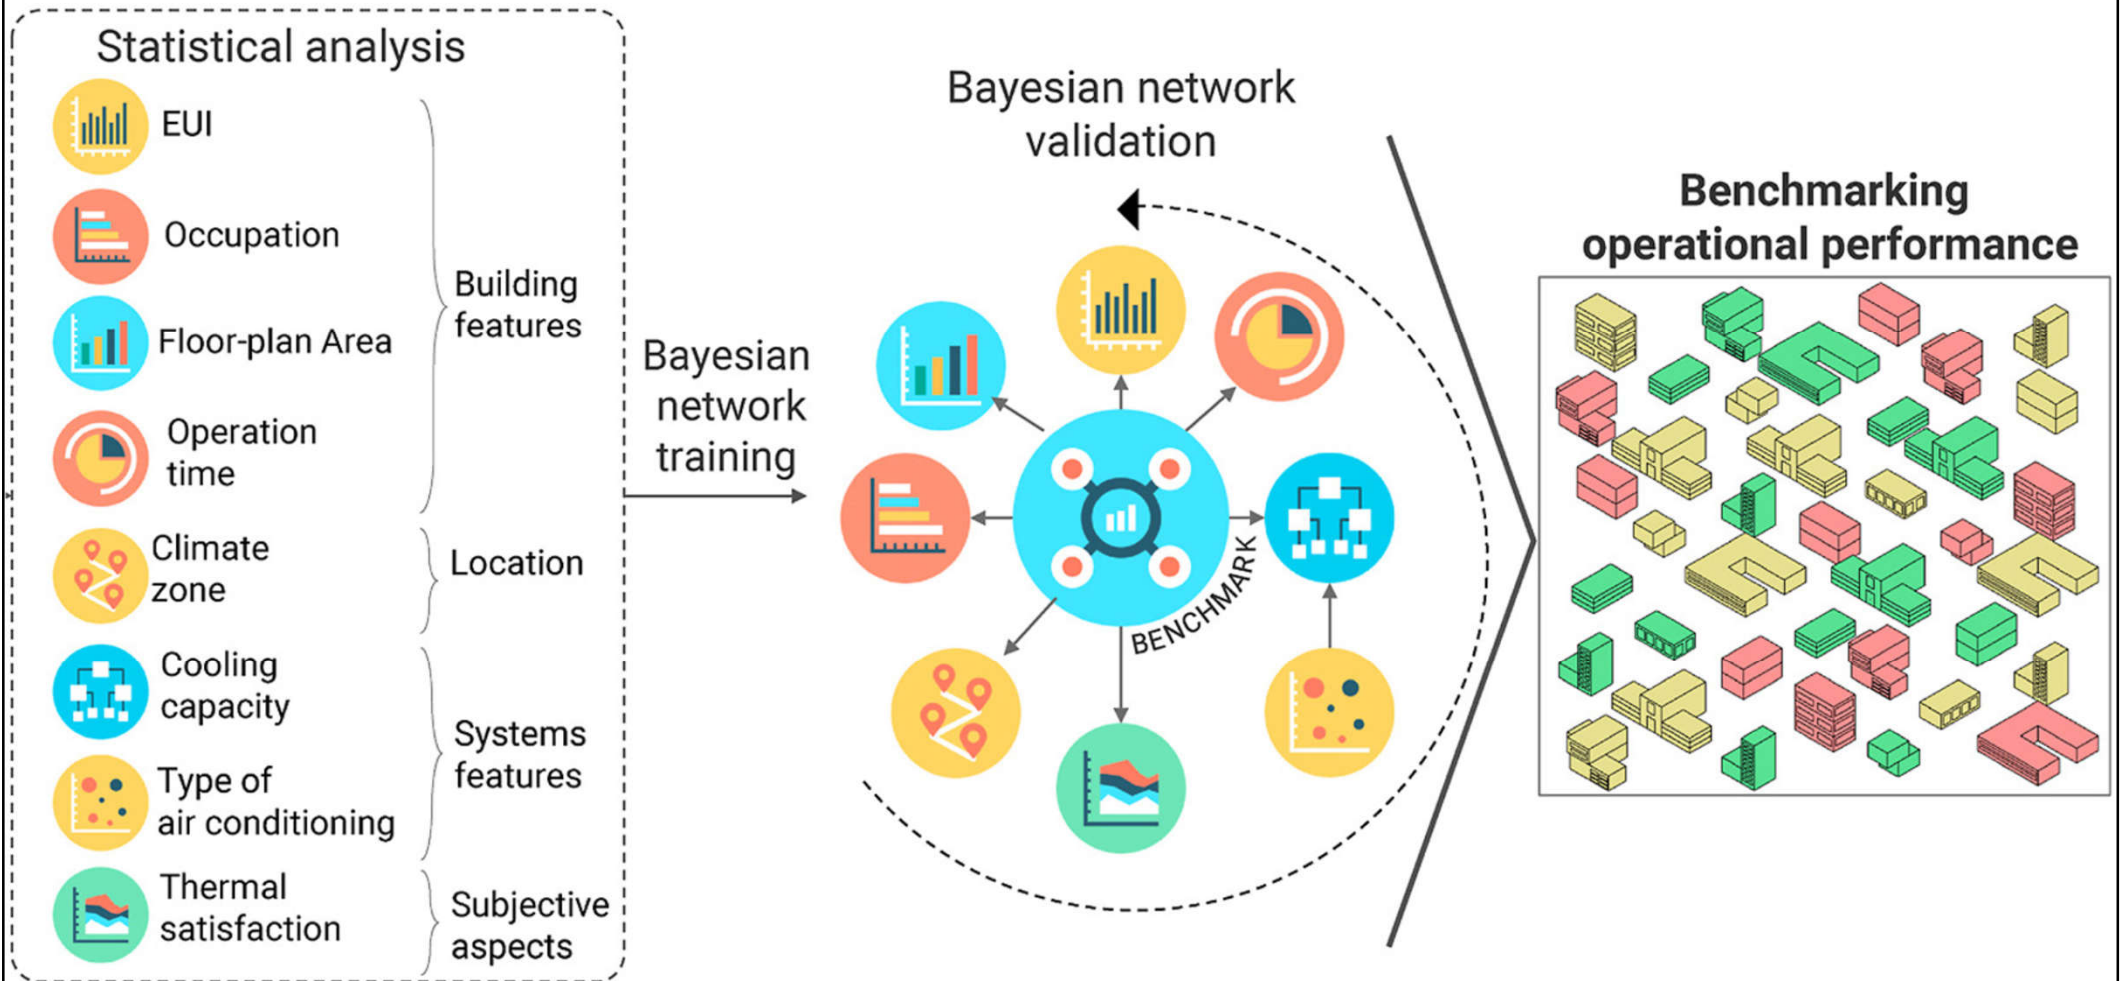 Statistical analysis
EUI
Occupation
Floor-plan Area
Operation
time
Building
features
Climate
zone
Location
Cooling
capacity
Type of
air conditioning
Systems
features
Thermal
satisfaction
Subjective
aspects
Bayesian
network
training
Bayesian network
validation
BENCHMARK
Benchmarking
operational performance